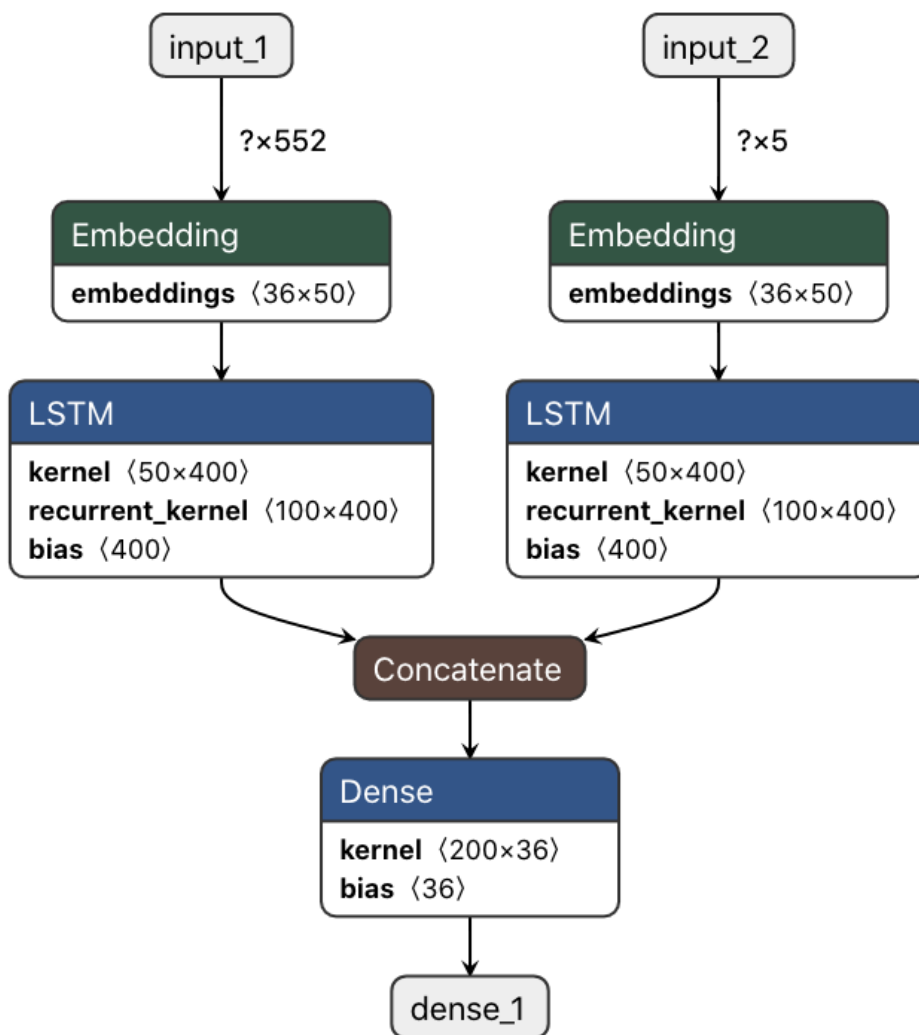 input_1
input_2
?×552
?×5
Embedding
embeddings ⟨36×50⟩
Embedding
embeddings ⟨36×50⟩
LSTM
kernel ⟨50×400⟩
recurrent_kernel ⟨100×400⟩
bias ⟨400⟩
LSTM
kernel ⟨50×400⟩
recurrent_kernel ⟨100×400⟩
bias ⟨400⟩
Concatenate
Dense
kernel ⟨200×36⟩
bias ⟨36⟩
dense_1